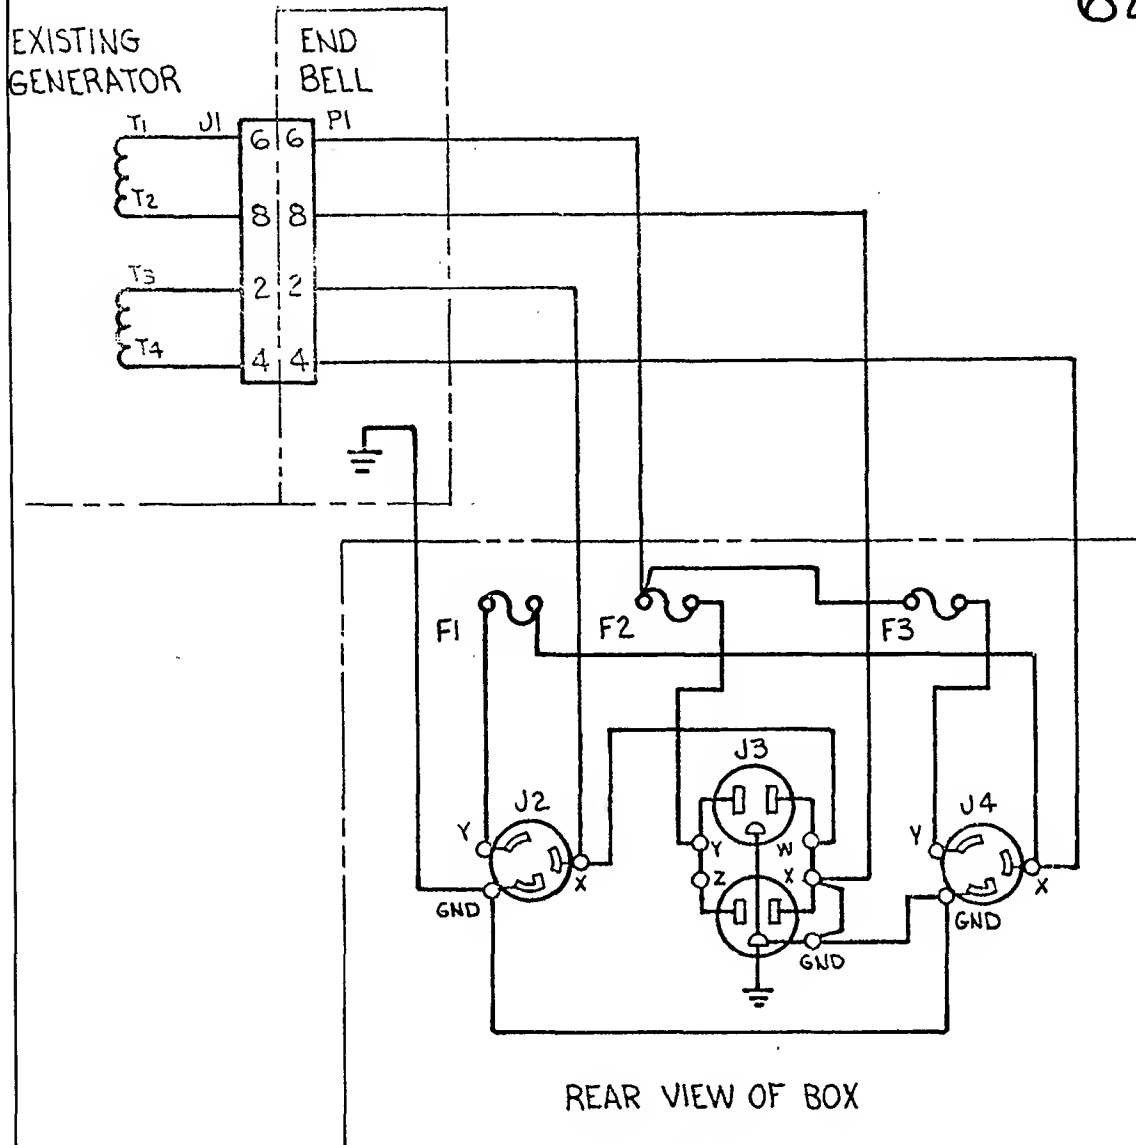 EXISTING
GENERATOR
END
BELL
T1
J1
P1
6 6
T2
8 8
T3
2 2
T4
4 4
F1
F2
F3
J3
J2
J4
Y
Y
W
Y
Z
X
X
X
GND
GND
GND
REAR VIEW OF BOX